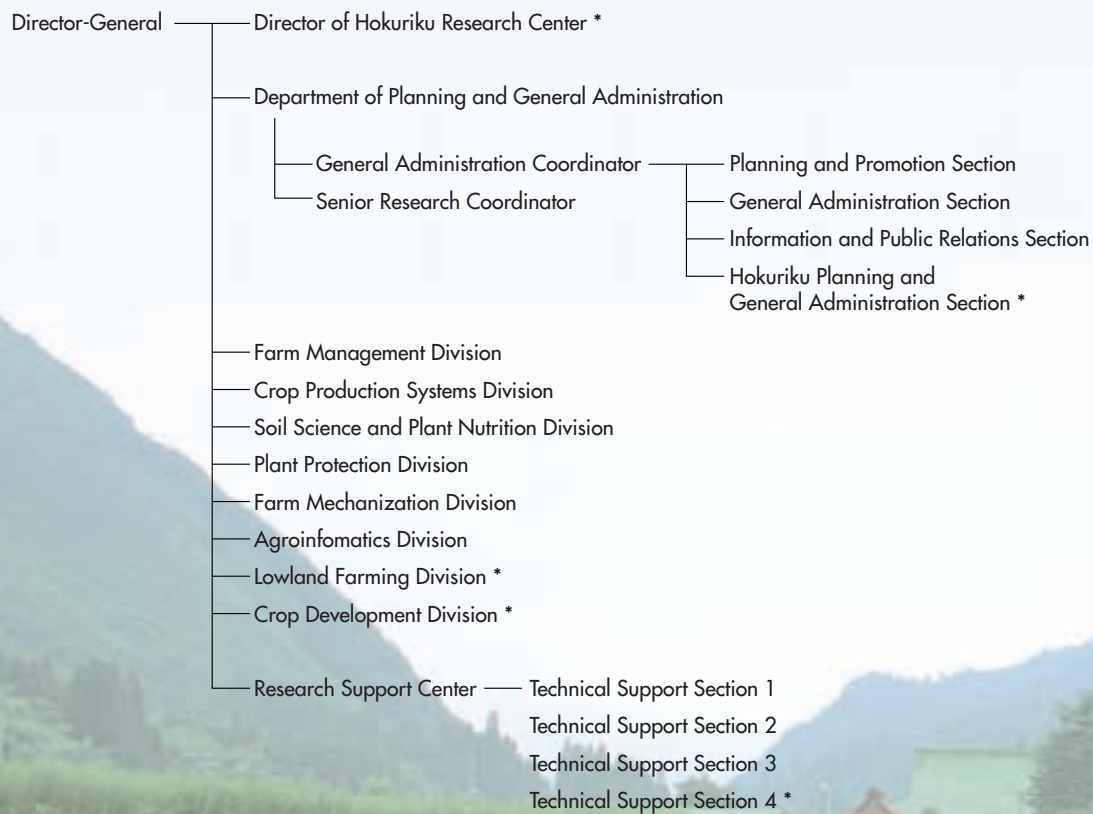 Director-General
Director of Hokuriku Research Center *
Department of Planning and General Administration
General Administration Coordinator
Planning and Promotion Section
Senior Research Coordinator
General Administration Section
Information and Public Relations Section
Hokuriku Planning and
General Administration Section *
Farm Management Division
Crop Production Systems Division
Soil Science and Plant Nutrition Division
Plant Protection Division
Farm Mechanization Division
Agroinfomatics Division
Lowland Farming Division *
Crop Development Division *
Research Support Center
Technical Support Section 1
Technical Support Section 2
Technical Support Section 3
Technical Support Section 4 *